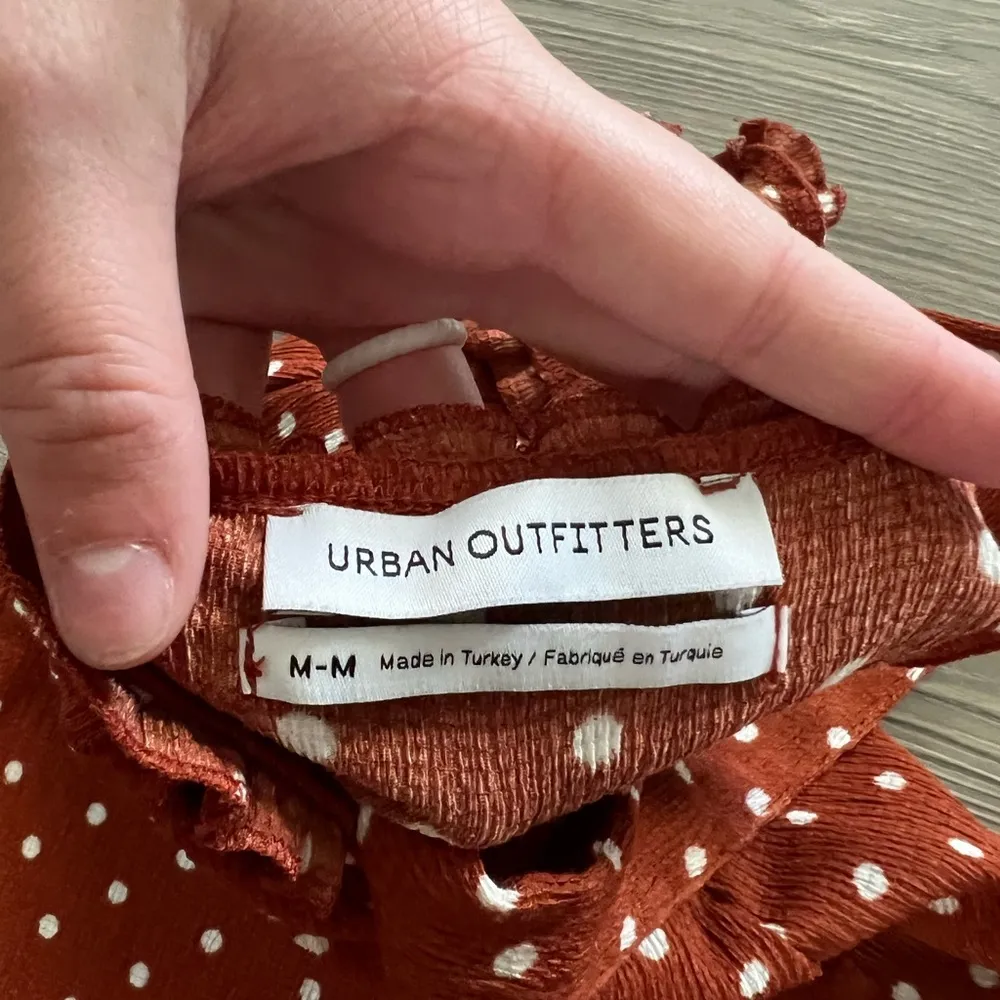 URBAN OUTFITTERS
M-M Made in Turkey / Fabriqué en Turquie